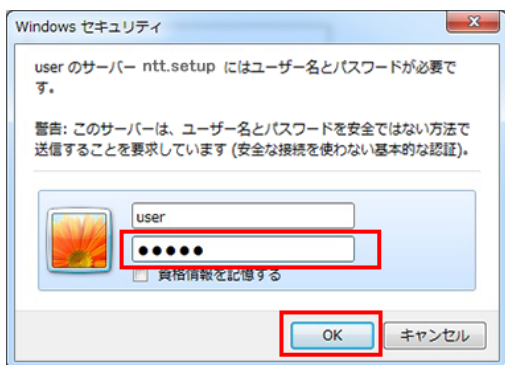 Windows セキュリティ
user のサーバー ntt.setup にはユーザー名とパスワードが必要で
す。
警告: このサーバーは、ユーザー名とパスワードを安全ではない方法で
送信することを要求しています (安全な接続を使わない基本的な認証)。
user
●●●●●
資格情報を記憶する
OK キャンセル